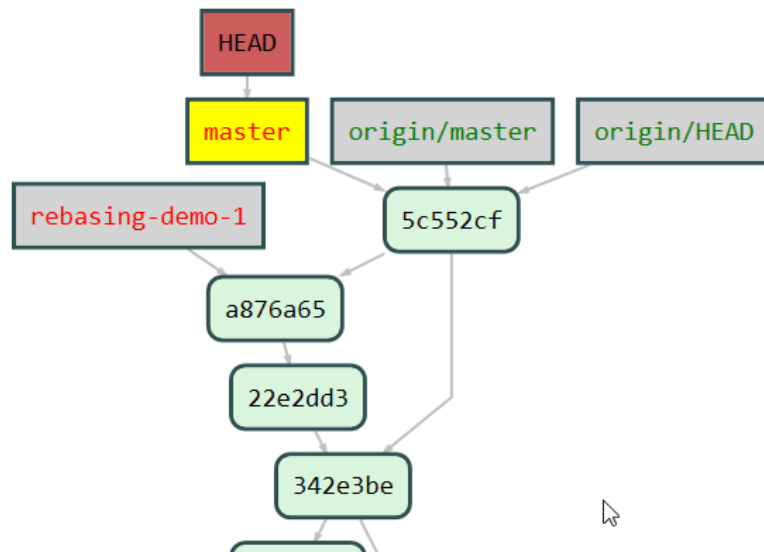 HEAD
master
origin/master
origin/HEAD
rebasing-demo-1
5c552cf
a876a65
22e2dd3
342e3be